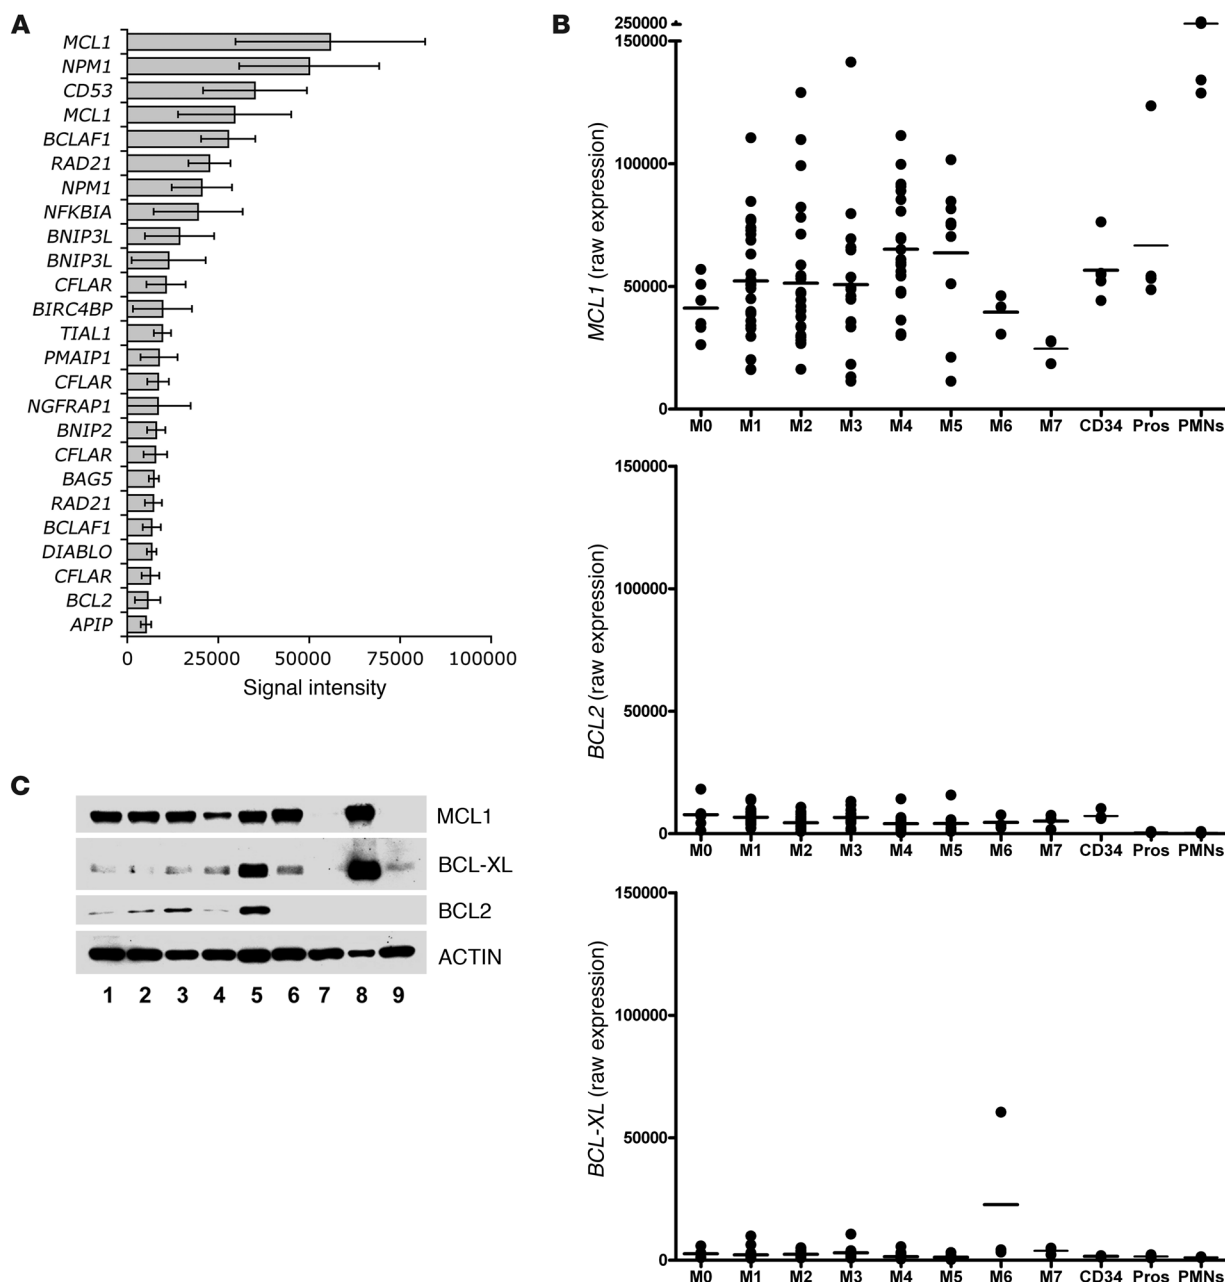 A
MCL1
NPM1
CD53
MCL1
BCLAF1
RAD21
NPM1
NFKBIA
BNIP3L
BNIP3L
CFLAR
BIRC4BP
TIAL1
PMAIP1
CFLAR
NGFRAP1
BNIP2
CFLAR
BAG5
RAD21
BCLAF1
DIABLO
CFLAR
BCL2
APIP
0 25000 50000 75000 100000
Signal intensity
B
250000
150000
100000
50000
0
MCL1 (raw expression)
M0 M1 M2 M3 M4 M5 M6 M7 CD34 Pros PMNs
150000
100000
50000
0
BCL2 (raw expression)
M0 M1 M2 M3 M4 M5 M6 M7 CD34 Pros PMNs
150000
100000
50000
0
BCL-XL (raw expression)
M0 M1 M2 M3 M4 M5 M6 M7 CD34 Pros PMNs
C
MCL1
BCL-XL
BCL2
ACTIN
1 2 3 4 5 6 7 8 9